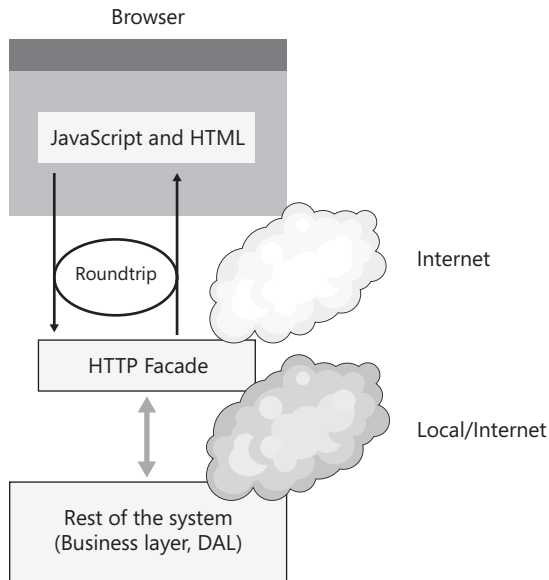 Browser
JavaScript and HTML
Roundtrip
Internet
HTTP Facade
Local/Internet
Rest of the system
(Business layer, DAL)